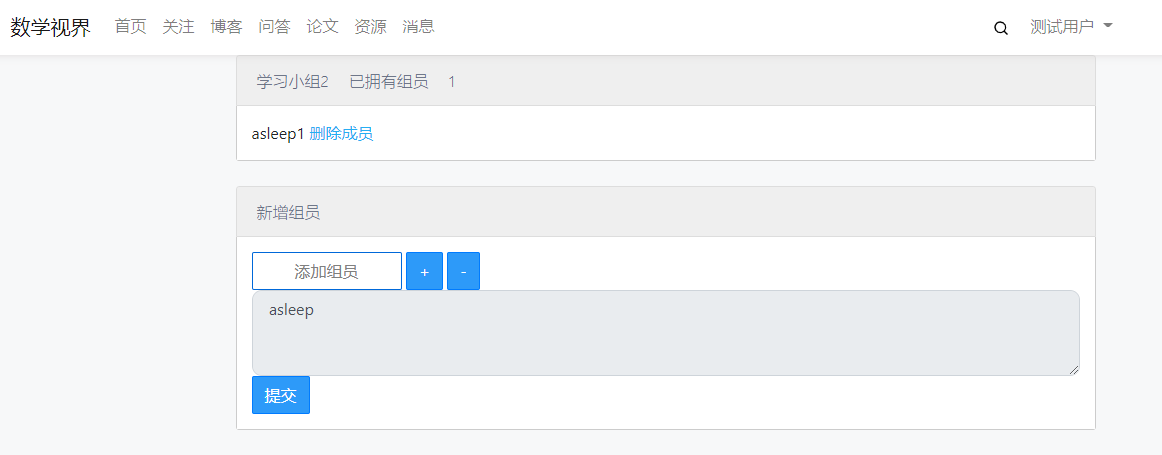 数学视界 首页 关注 博客 问答 论文 资源 消息 测试用户
学习小组2 已拥有组员 1
asleep1 删除成员
新增组员
添加组员 + -
asleep
提交